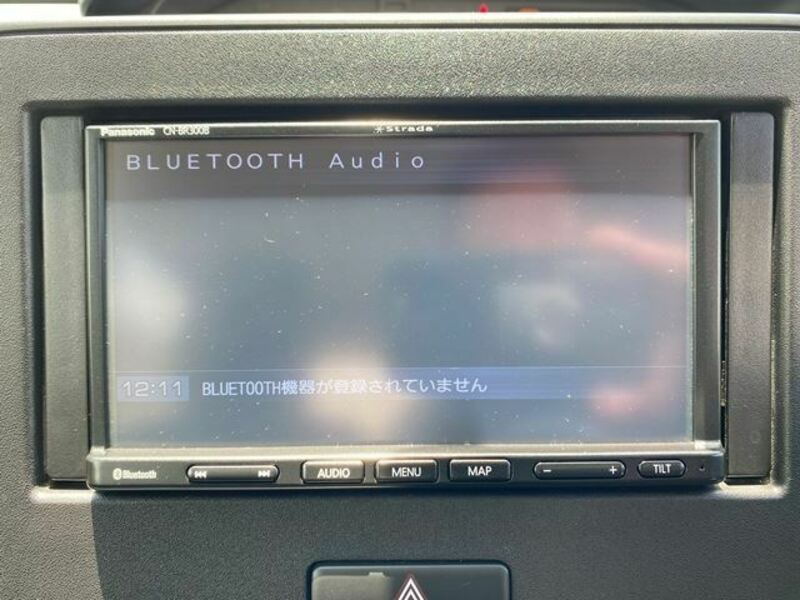 Panasonic CN-BR300B
Strada
BLUETOOTH Audio
12:11 BLUETOOTH機器が登録されていません
Bluetooth
AUDIO
MENU
MAP
− +
TILT